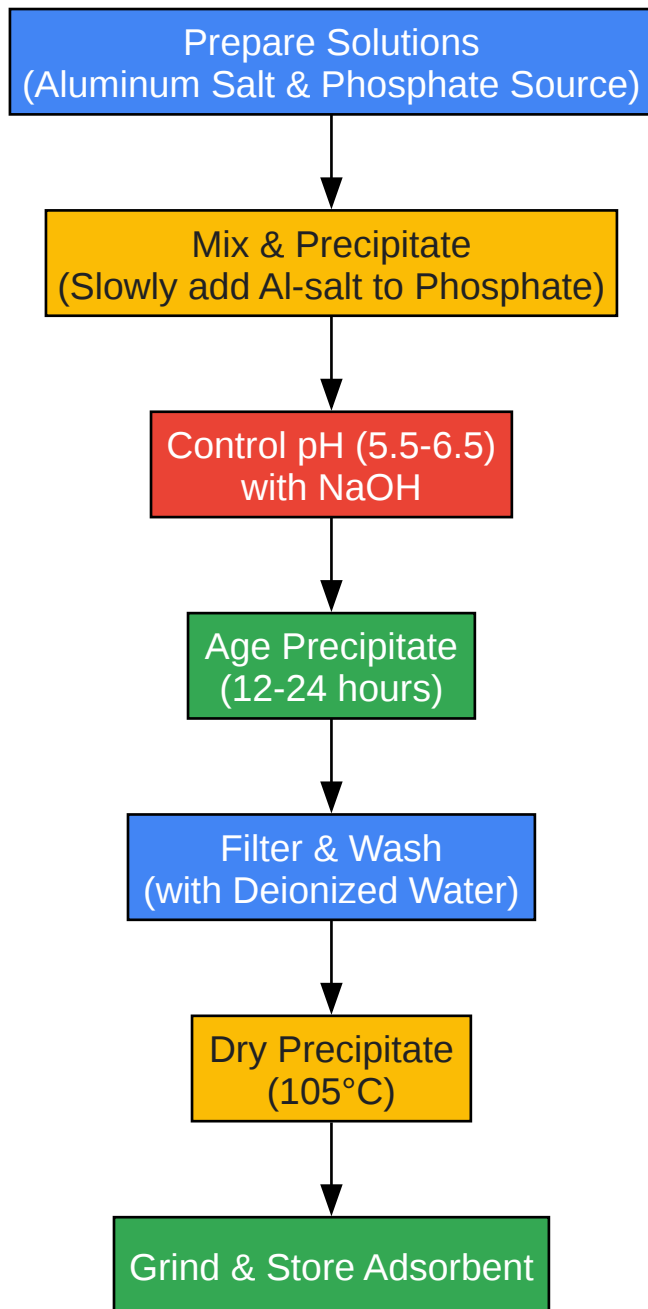 Prepare Solutions
(Aluminum Salt & Phosphate Source)
Mix & Precipitate
(Slowly add Al-salt to Phosphate)
Control pH (5.5-6.5)
with NaOH
Age Precipitate
(12-24 hours)
Filter & Wash
(with Deionized Water)
Dry Precipitate
(105°C)
Grind & Store Adsorbent